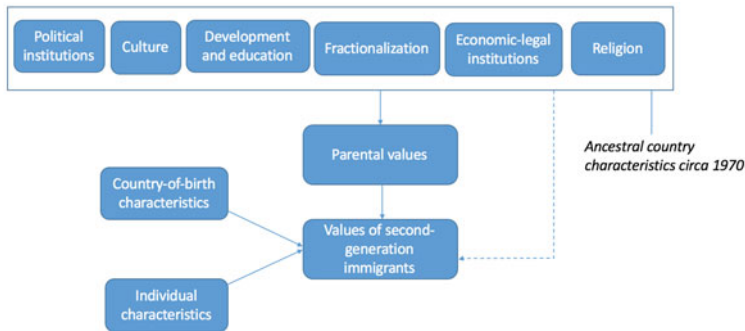 Political
institutions
Culture
Development
and education
Fractionalization
Economic-legal
institutions
Religion
Parental values
Ancestral country
characteristics circa 1970
Country-of-birth
characteristics
Values of second-
generation
immigrants
Individual
characteristics